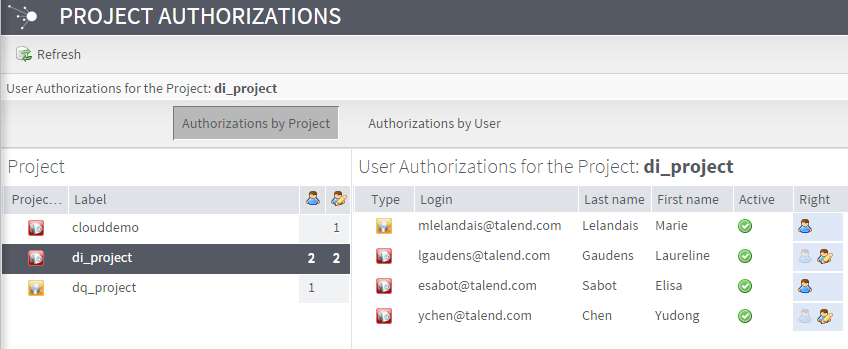 PROJECT AUTHORIZATIONS
Refresh
User Authorizations for the Project: di_project
Authorizations by Project Authorizations by User
Project
Projec... Label
clouddemo 1
di_project 2 2
dq_project 1
User Authorizations for the Project: di_project
Type Login Last name First name Active Right
mlelandais@talend.com Lelandais Marie
lgaudens@talend.com Gaudens Laureline
esabot@talend.com Sabot Elisa
ychen@talend.com Chen Yudong